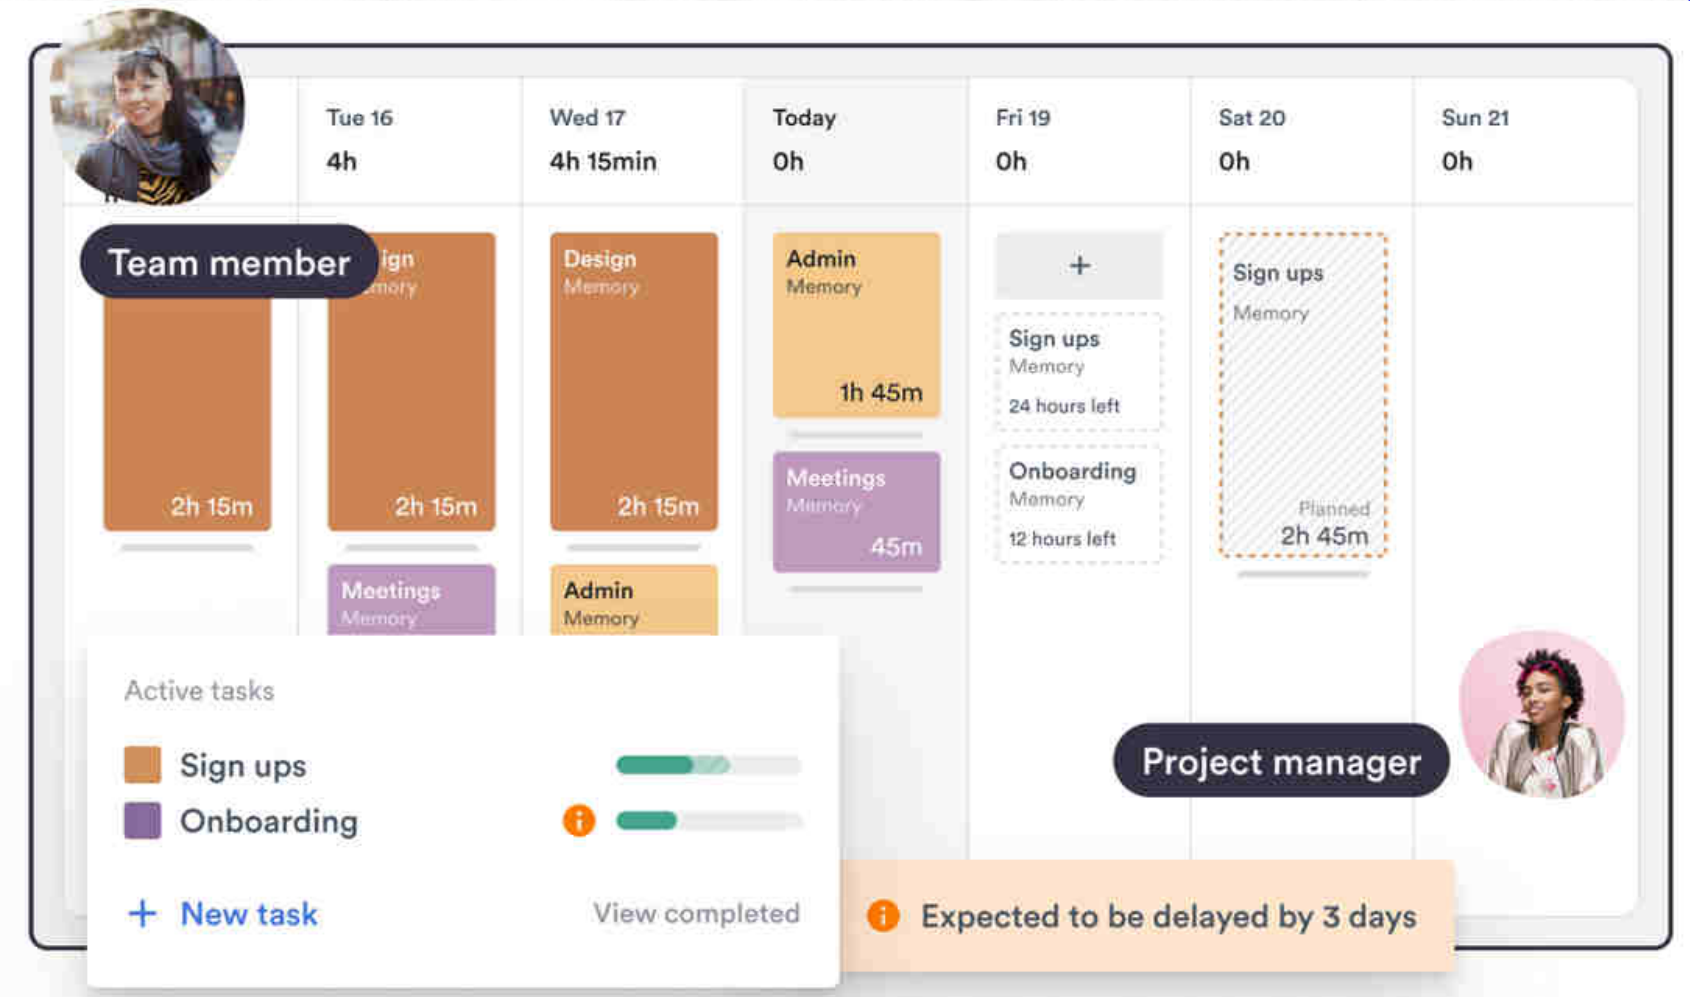 Tue 16
4h
Wed 17
4h 15min
Today
0h
Fri 19
0h
Sat 20
0h
Sun 21
0h
Team member
2h 15m
ign
mory
2h 15m
Meetings
Memory
Design
Memory
2h 15m
Admin
Memory
Admin
Memory
1h 45m
Meetings
Memory
45m
+
Sign ups
Memory
24 hours left
Onboarding
Memory
12 hours left
Sign ups
Memory
Planned
2h 45m
Project manager
Active tasks
Sign ups
Onboarding
+ New task
View completed
Expected to be delayed by 3 days